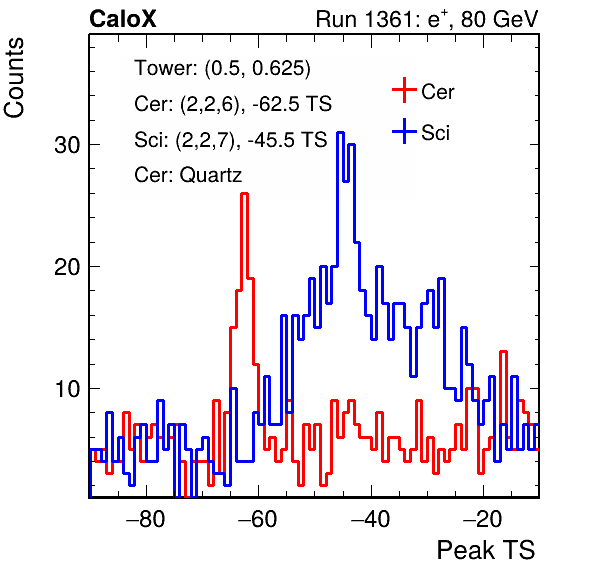 CaloX Run 1361: e⁺, 80 GeV
Counts
Tower: (0.5, 0.625)
Cer: (2,2,6), -62.5 TS
Sci: (2,2,7), -45.5 TS
Cer: Quartz
Cer
Sci
30
20
10
−80 −60 −40 −20
Peak TS